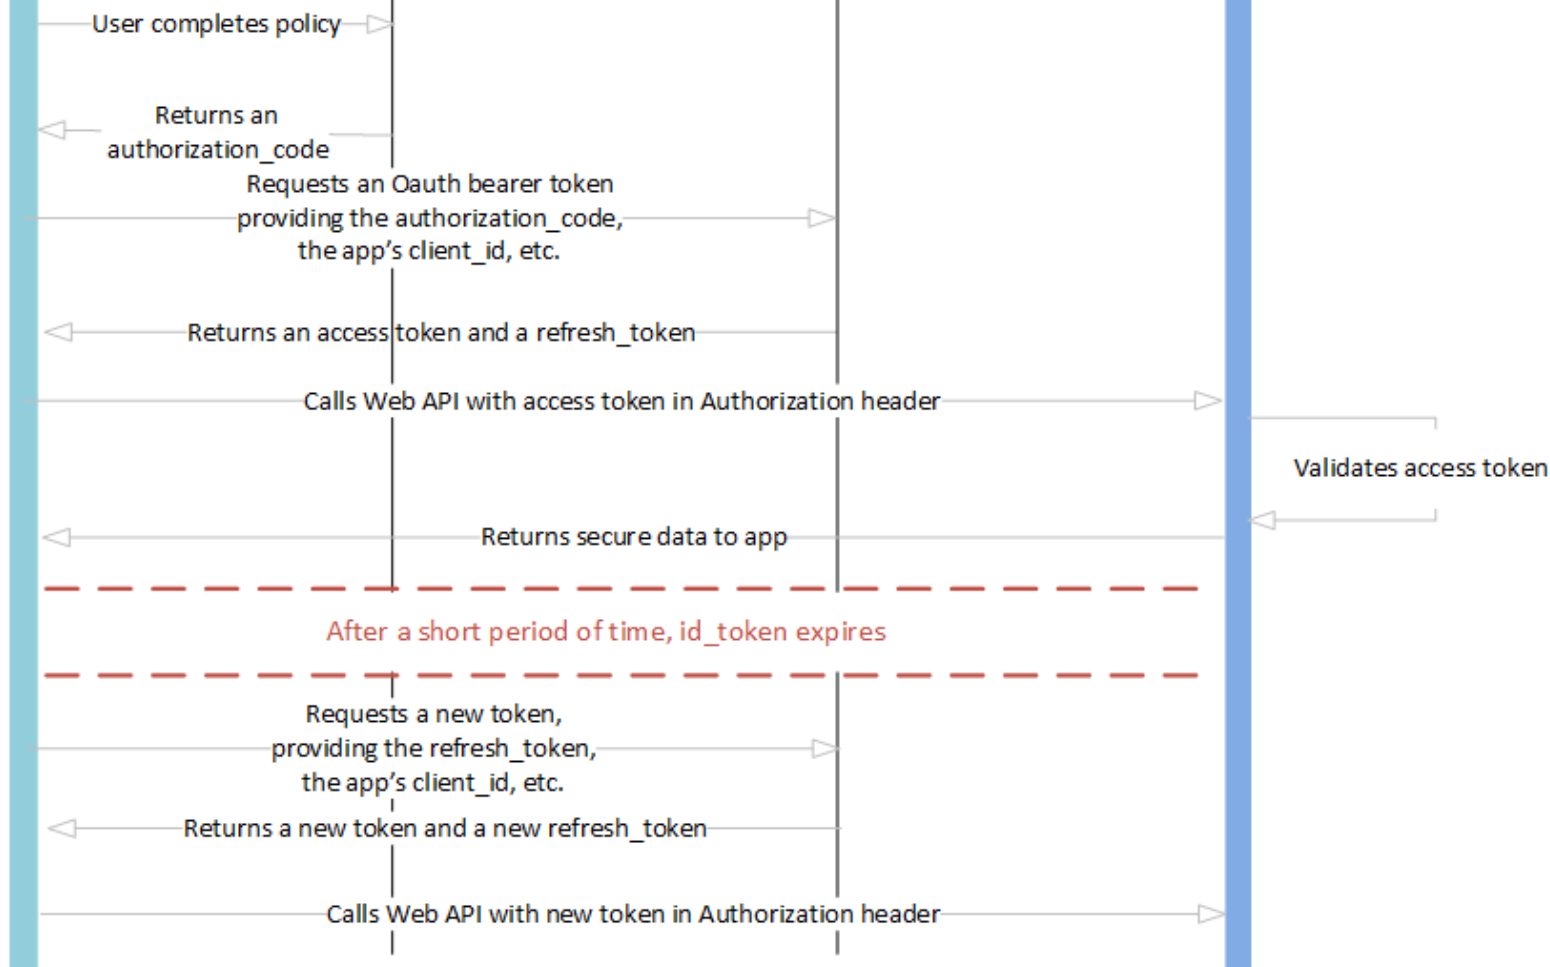 User completes policy
Returns an
authorization_code
Requests an Oauth bearer token
providing the authorization_code,
the app’s client_id, etc.
Returns an access token and a refresh_token
Calls Web API with access token in Authorization header
Validates access token
Returns secure data to app
After a short period of time, id_token expires
Requests a new token,
providing the refresh_token,
the app’s client_id, etc.
Returns a new token and a new refresh_token
Calls Web API with new token in Authorization header